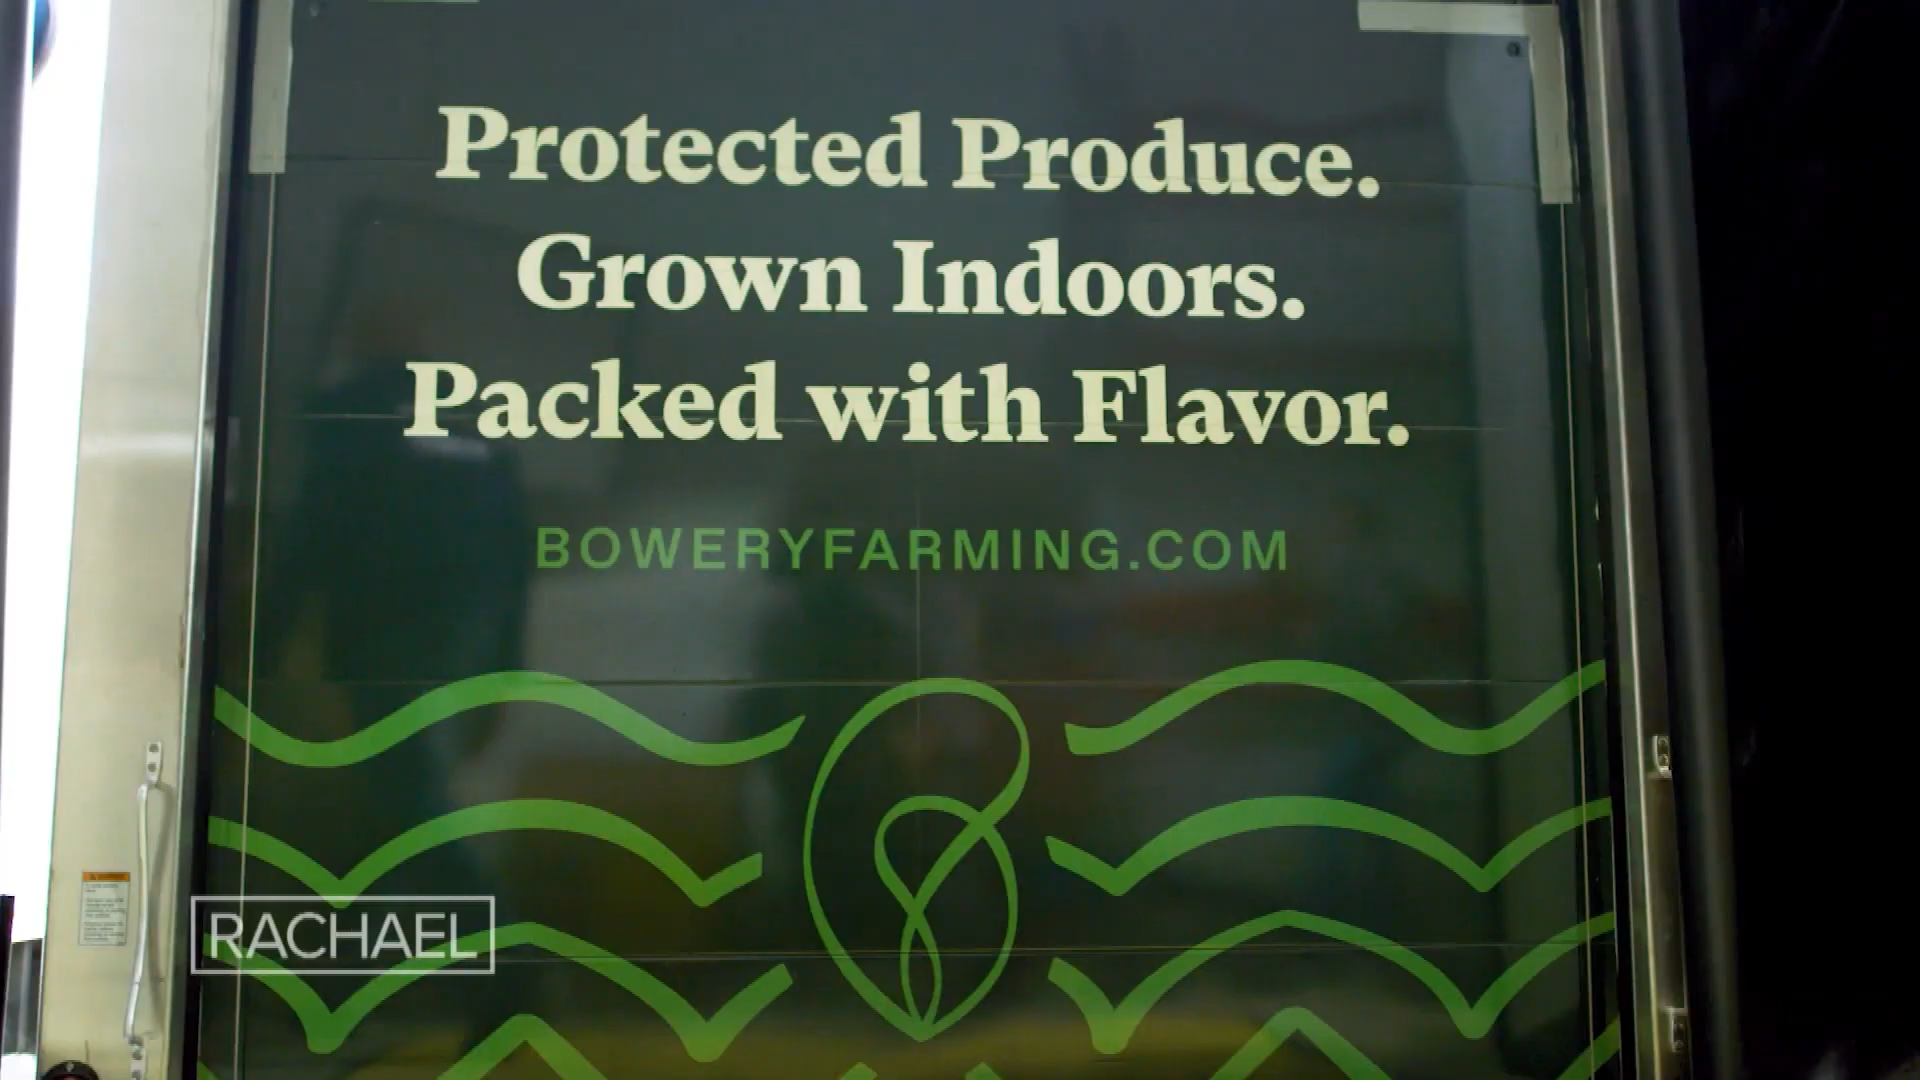 Protected Produce.
Grown Indoors.
Packed with Flavor.
BOWERYFARMING.COM
RACHAEL